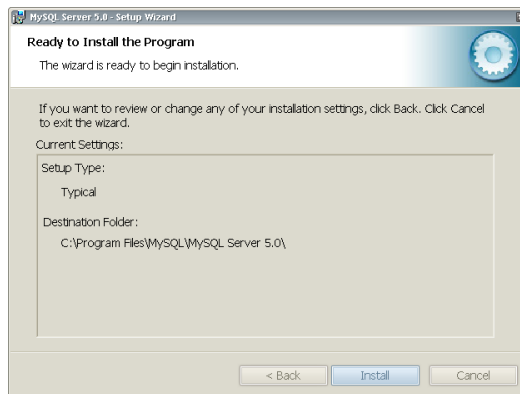 MySQL Server 5.0 - Setup Wizard
Ready to Install the Program
The wizard is ready to begin installation.
If you want to review or change any of your installation settings, click Back. Click Cancel
to exit the wizard.
Current Settings:
Setup Type:
Typical
Destination Folder:
C:\Program Files\MySQL\MySQL Server 5.0\
< Back
Install
Cancel